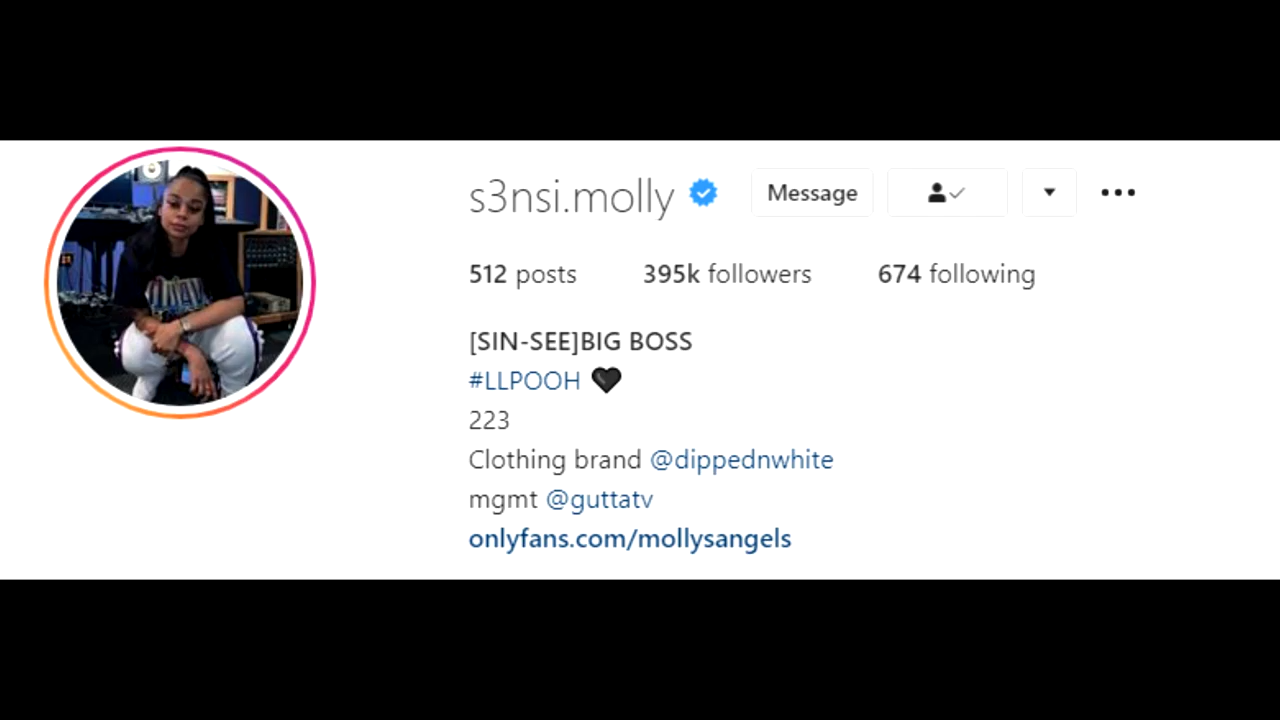 s3nsi.molly Message
512 posts 395k followers 674 following
[SIN-SEE]BIG BOSS
#LLPOOH 🖤
223
Clothing brand @dippednwhite
mgmt @guttatv
onlyfans.com/mollysangels